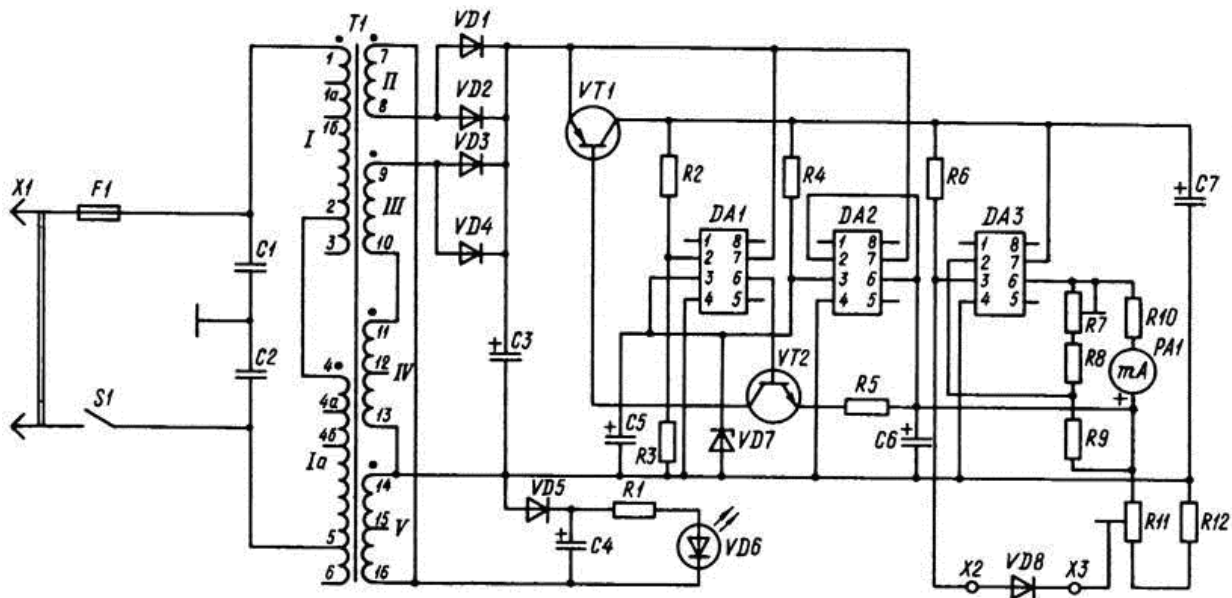 T1
VD1
1
7
1а
II
VD2
VT1
1б
8
I
VD3
X1
F1
9
R2
R4
R6
C7
+
2
III
VD4
DA1
DA2
DA3
3
10
1 8
1 8
1 8
2 7
2 7
2 7
C1
3 6
3 6
3 6
4 5
4 5
4 5
R7
R10
11
+
C3
R8
PA1
C2
4
12
IV
VT2
mA
S1
4а
R5
+
4б
13
+
C5
+
R9
Iа
R3
VD7
C6
14
VD5
R1
15
V
R11
R12
5
+
C4
VD6
X2
VD8
X3
6
16